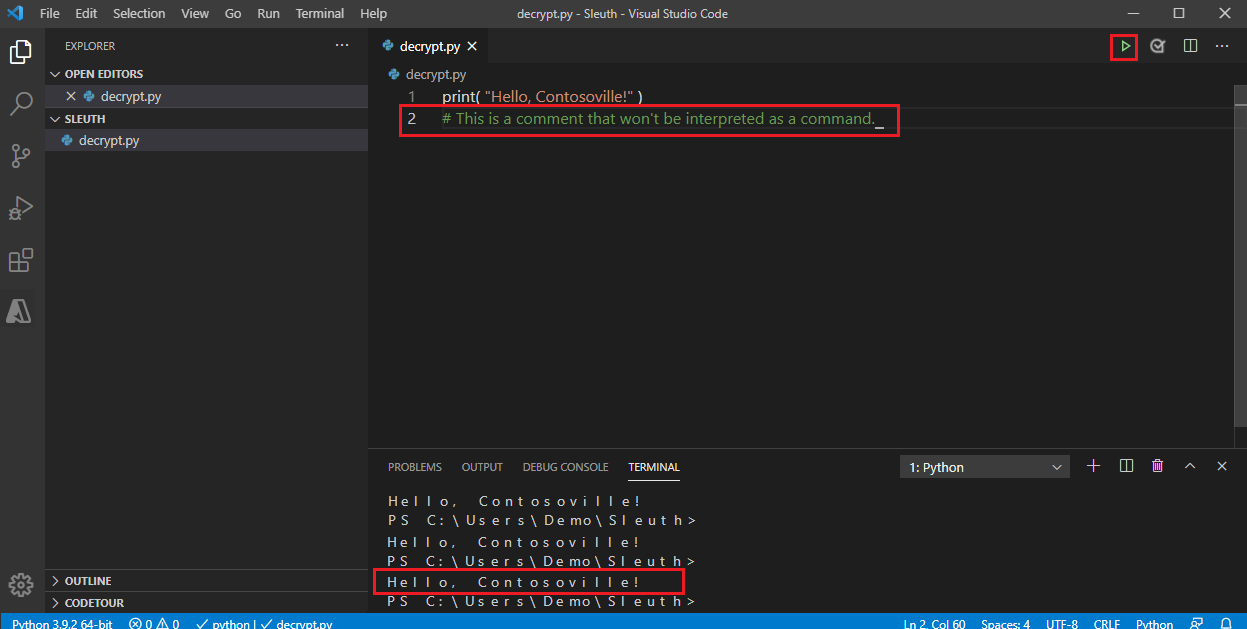 File Edit Selection View Go Run Terminal Help decrypt.py - Sleuth - Visual Studio Code
EXPLORER
OPEN EDITORS
decrypt.py
SLEUTH
decrypt.py
OUTLINE
CODETOUR
decrypt.py
decrypt.py
1 print( "Hello, Contosoville!" )
2 # This is a comment that won't be interpreted as a command._
PROBLEMS OUTPUT DEBUG CONSOLE TERMINAL 1: Python
Hello, Contosoville!
PS C:\Users\Demo\Sleuth>
Hello, Contosoville!
PS C:\Users\Demo\Sleuth>
Hello, Contosoville!
PS C:\Users\Demo\Sleuth>
Python 3.9.2 64-bit 0 0 python | decrypt.py Ln 2, Col 60 Spaces: 4 UTF-8 CRLF Python